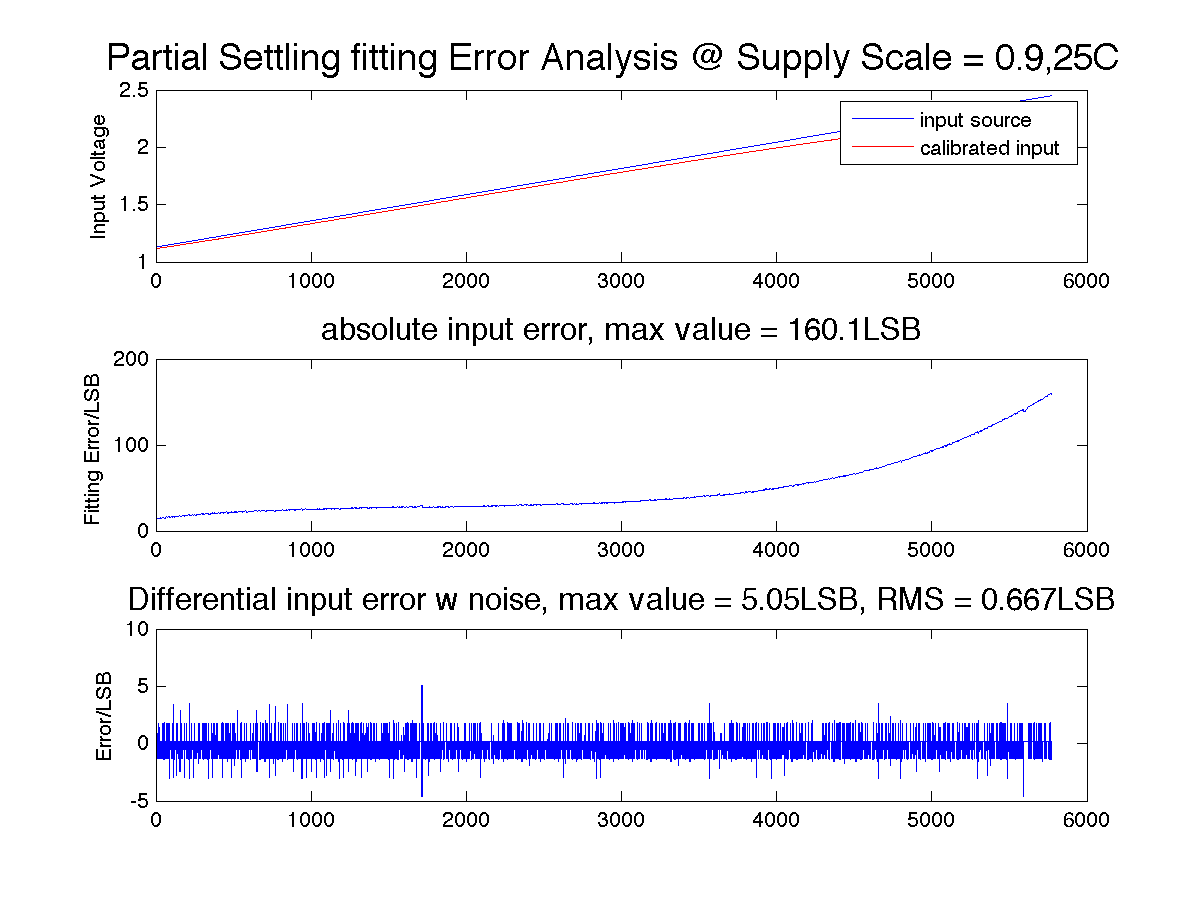 Partial Settling fitting Error Analysis @ Supply Scale = 0.9,25C
2.5
2
1.5
1
Input Voltage
input source
calibrated input
0 1000 2000 3000 4000 5000 6000
absolute input error, max value = 160.1LSB
200
100
0
Fitting Error/LSB
0 1000 2000 3000 4000 5000 6000
Differential input error w noise, max value = 5.05LSB, RMS = 0.667LSB
10
5
0
-5
Error/LSB
0 1000 2000 3000 4000 5000 6000